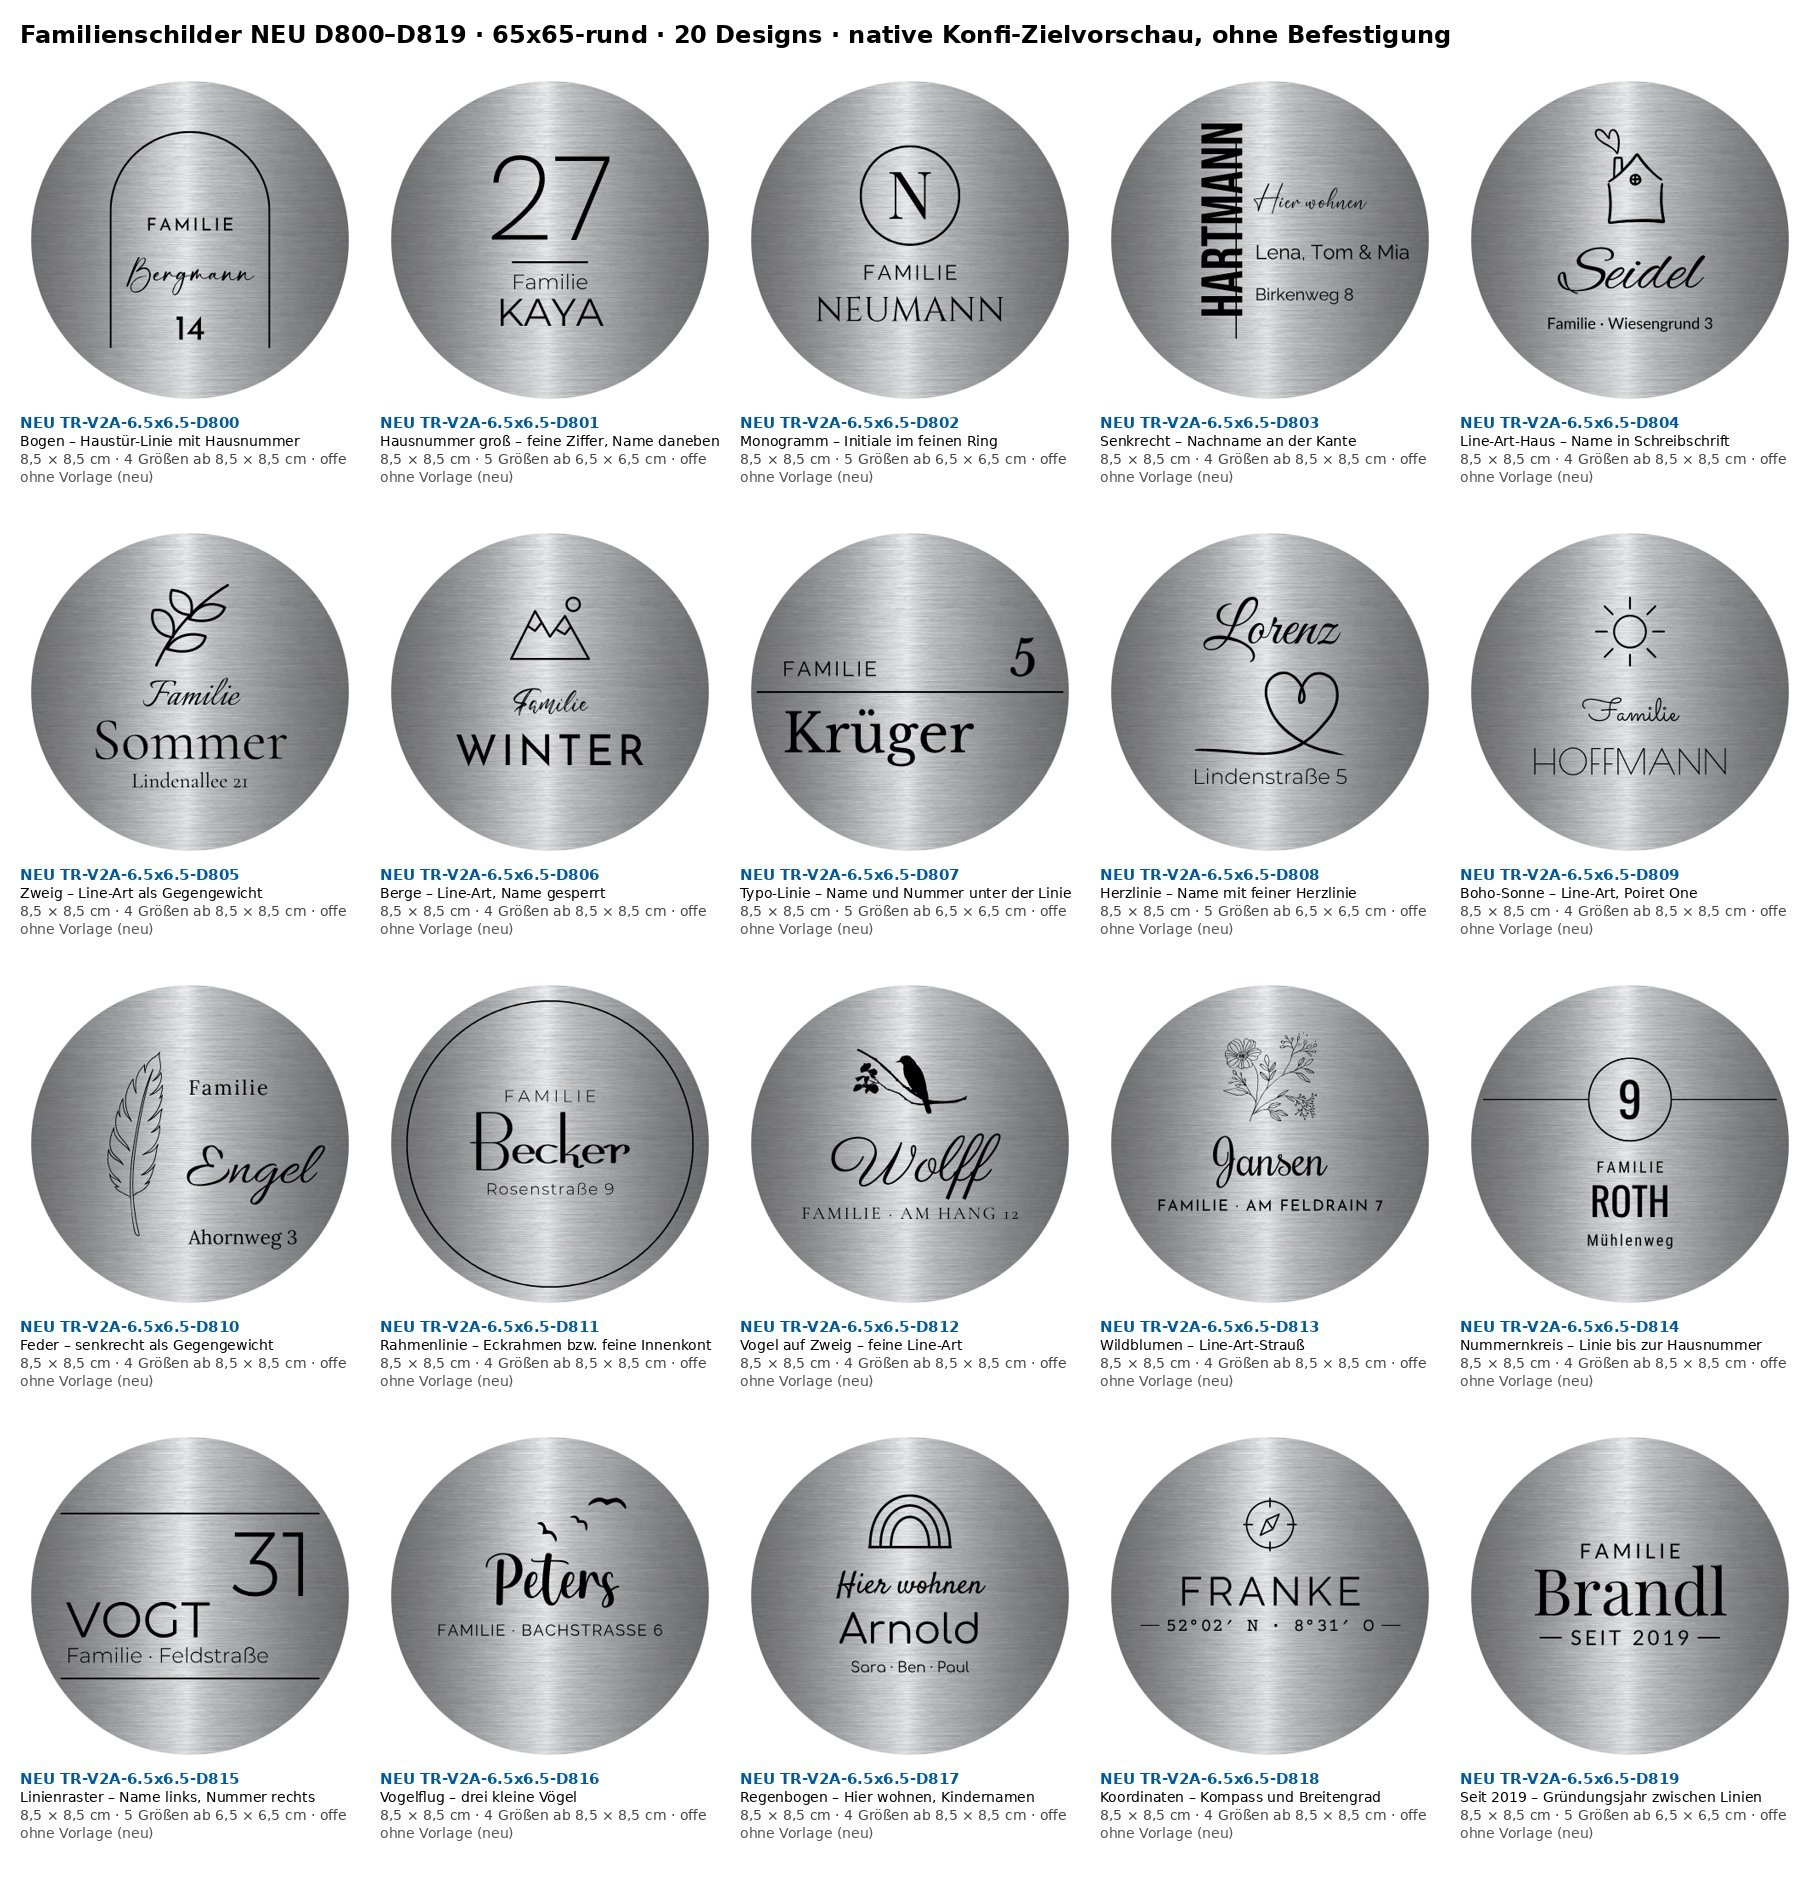 Familienschilder NEU D800–D819 · 65x65-rund · 20 Designs · native Konfi-Zielvorschau, ohne Befestigung
FAMILIE
Bergmann
14
NEU TR-V2A-6.5x6.5-D800
Bogen – Haustür-Linie mit Hausnummer
8,5 × 8,5 cm · 4 Größen ab 8,5 × 8,5 cm · offe
ohne Vorlage (neu)
27
Familie
KAYA
NEU TR-V2A-6.5x6.5-D801
Hausnummer groß – feine Ziffer, Name daneben
8,5 × 8,5 cm · 5 Größen ab 6,5 × 6,5 cm · offe
ohne Vorlage (neu)
N
FAMILIE
NEUMANN
NEU TR-V2A-6.5x6.5-D802
Monogramm – Initiale im feinen Ring
8,5 × 8,5 cm · 5 Größen ab 6,5 × 6,5 cm · offe
ohne Vorlage (neu)
HARTMANN
Hier wohnen
Lena, Tom & Mia
Birkenweg 8
NEU TR-V2A-6.5x6.5-D803
Senkrecht – Nachname an der Kante
8,5 × 8,5 cm · 4 Größen ab 8,5 × 8,5 cm · offe
ohne Vorlage (neu)
Seidel
Familie · Wiesengrund 3
NEU TR-V2A-6.5x6.5-D804
Line-Art-Haus – Name in Schreibschrift
8,5 × 8,5 cm · 4 Größen ab 8,5 × 8,5 cm · offe
ohne Vorlage (neu)
Familie
Sommer
Lindenallee 21
NEU TR-V2A-6.5x6.5-D805
Zweig – Line-Art als Gegengewicht
8,5 × 8,5 cm · 4 Größen ab 8,5 × 8,5 cm · offe
ohne Vorlage (neu)
Familie
WINTER
NEU TR-V2A-6.5x6.5-D806
Berge – Line-Art, Name gesperrt
8,5 × 8,5 cm · 4 Größen ab 8,5 × 8,5 cm · offe
ohne Vorlage (neu)
FAMILIE
5
Krüger
NEU TR-V2A-6.5x6.5-D807
Typo-Linie – Name und Nummer unter der Linie
8,5 × 8,5 cm · 5 Größen ab 6,5 × 6,5 cm · offe
ohne Vorlage (neu)
Lorenz
Lindenstraße 5
NEU TR-V2A-6.5x6.5-D808
Herzlinie – Name mit feiner Herzlinie
8,5 × 8,5 cm · 5 Größen ab 6,5 × 6,5 cm · offe
ohne Vorlage (neu)
Familie
HOFFMANN
NEU TR-V2A-6.5x6.5-D809
Boho-Sonne – Line-Art, Poiret One
8,5 × 8,5 cm · 4 Größen ab 8,5 × 8,5 cm · offe
ohne Vorlage (neu)
Familie
Engel
Ahornweg 3
NEU TR-V2A-6.5x6.5-D810
Feder – senkrecht als Gegengewicht
8,5 × 8,5 cm · 4 Größen ab 8,5 × 8,5 cm · offe
ohne Vorlage (neu)
FAMILIE
Becker
Rosenstraße 9
NEU TR-V2A-6.5x6.5-D811
Rahmenlinie – Eckrahmen bzw. feine Innenkont
8,5 × 8,5 cm · 4 Größen ab 8,5 × 8,5 cm · offe
ohne Vorlage (neu)
Wolff
FAMILIE · AM HANG 12
NEU TR-V2A-6.5x6.5-D812
Vogel auf Zweig – feine Line-Art
8,5 × 8,5 cm · 4 Größen ab 8,5 × 8,5 cm · offe
ohne Vorlage (neu)
Jansen
FAMILIE · AM FELDRAIN 7
NEU TR-V2A-6.5x6.5-D813
Wildblumen – Line-Art-Strauß
8,5 × 8,5 cm · 4 Größen ab 8,5 × 8,5 cm · offe
ohne Vorlage (neu)
9
FAMILIE
ROTH
Mühlenweg
NEU TR-V2A-6.5x6.5-D814
Nummernkreis – Linie bis zur Hausnummer
8,5 × 8,5 cm · 4 Größen ab 8,5 × 8,5 cm · offe
ohne Vorlage (neu)
31
VOGT
Familie · Feldstraße
NEU TR-V2A-6.5x6.5-D815
Linienraster – Name links, Nummer rechts
8,5 × 8,5 cm · 5 Größen ab 6,5 × 6,5 cm · offe
ohne Vorlage (neu)
Peters
FAMILIE · BACHSTRASSE 6
NEU TR-V2A-6.5x6.5-D816
Vogelflug – drei kleine Vögel
8,5 × 8,5 cm · 4 Größen ab 8,5 × 8,5 cm · offe
ohne Vorlage (neu)
Hier wohnen
Arnold
Sara · Ben · Paul
NEU TR-V2A-6.5x6.5-D817
Regenbogen – Hier wohnen, Kindernamen
8,5 × 8,5 cm · 4 Größen ab 8,5 × 8,5 cm · offe
ohne Vorlage (neu)
FRANKE
— 52°02′ N · 8°31′ O —
NEU TR-V2A-6.5x6.5-D818
Koordinaten – Kompass und Breitengrad
8,5 × 8,5 cm · 4 Größen ab 8,5 × 8,5 cm · offe
ohne Vorlage (neu)
FAMILIE
Brandl
— SEIT 2019 —
NEU TR-V2A-6.5x6.5-D819
Seit 2019 – Gründungsjahr zwischen Linien
8,5 × 8,5 cm · 5 Größen ab 6,5 × 6,5 cm · offe
ohne Vorlage (neu)